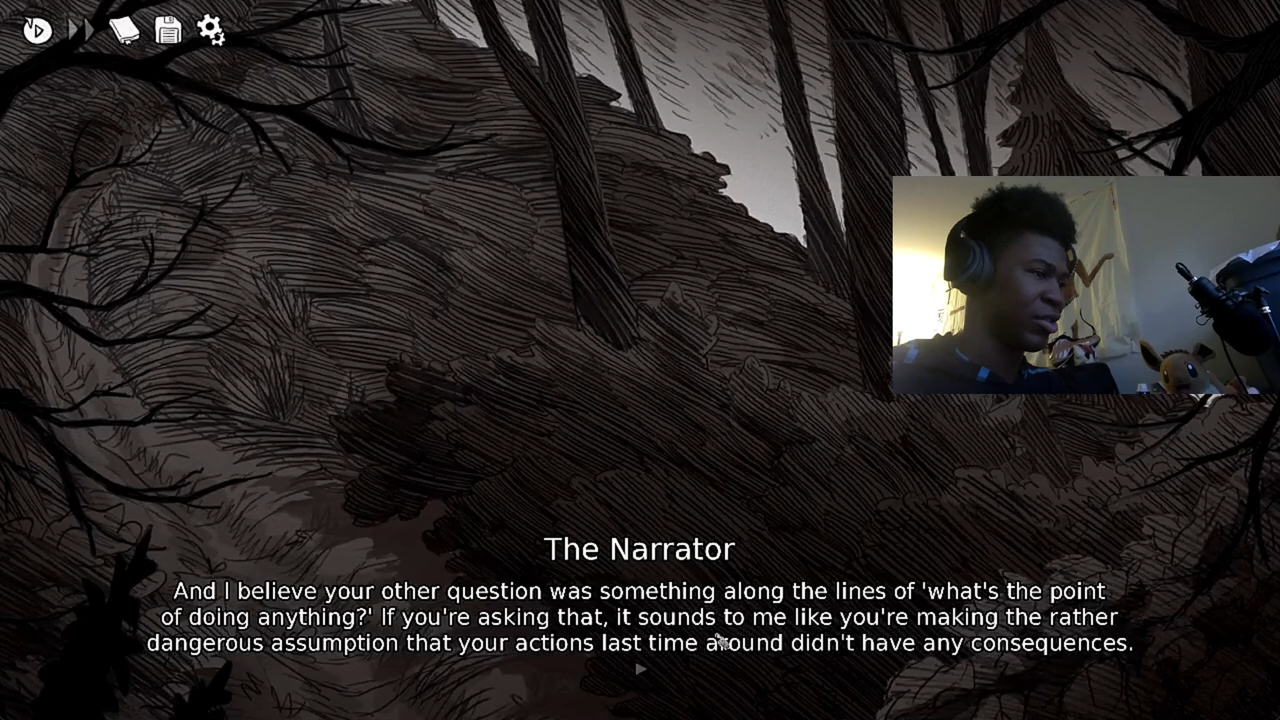 The Narrator
And I believe your other question was something along the lines of 'what's the point
of doing anything?' If you're asking that, it sounds to me like you're making the rather
dangerous assumption that your actions last time around didn't have any consequences.